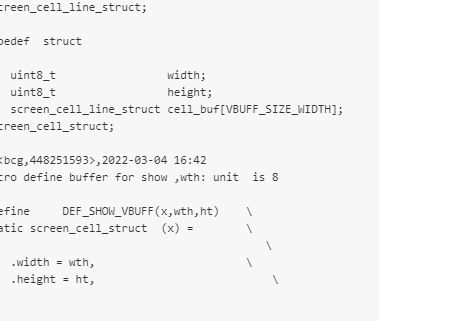 creen_cell_line_struct;
pedef struct
uint8_t width;
uint8_t height;
screen_cell_line_struct cell_buf[VBUFF_SIZE_WIDTH];
creen_cell_struct;
<bcg,448251593>,2022-03-04 16:42
cro define buffer for show ,wth: unit is 8
efine DEF_SHOW_VBUFF(x,wth,ht) \
atic screen_cell_struct (x) = \
\
.width = wth, \
.height = ht, \